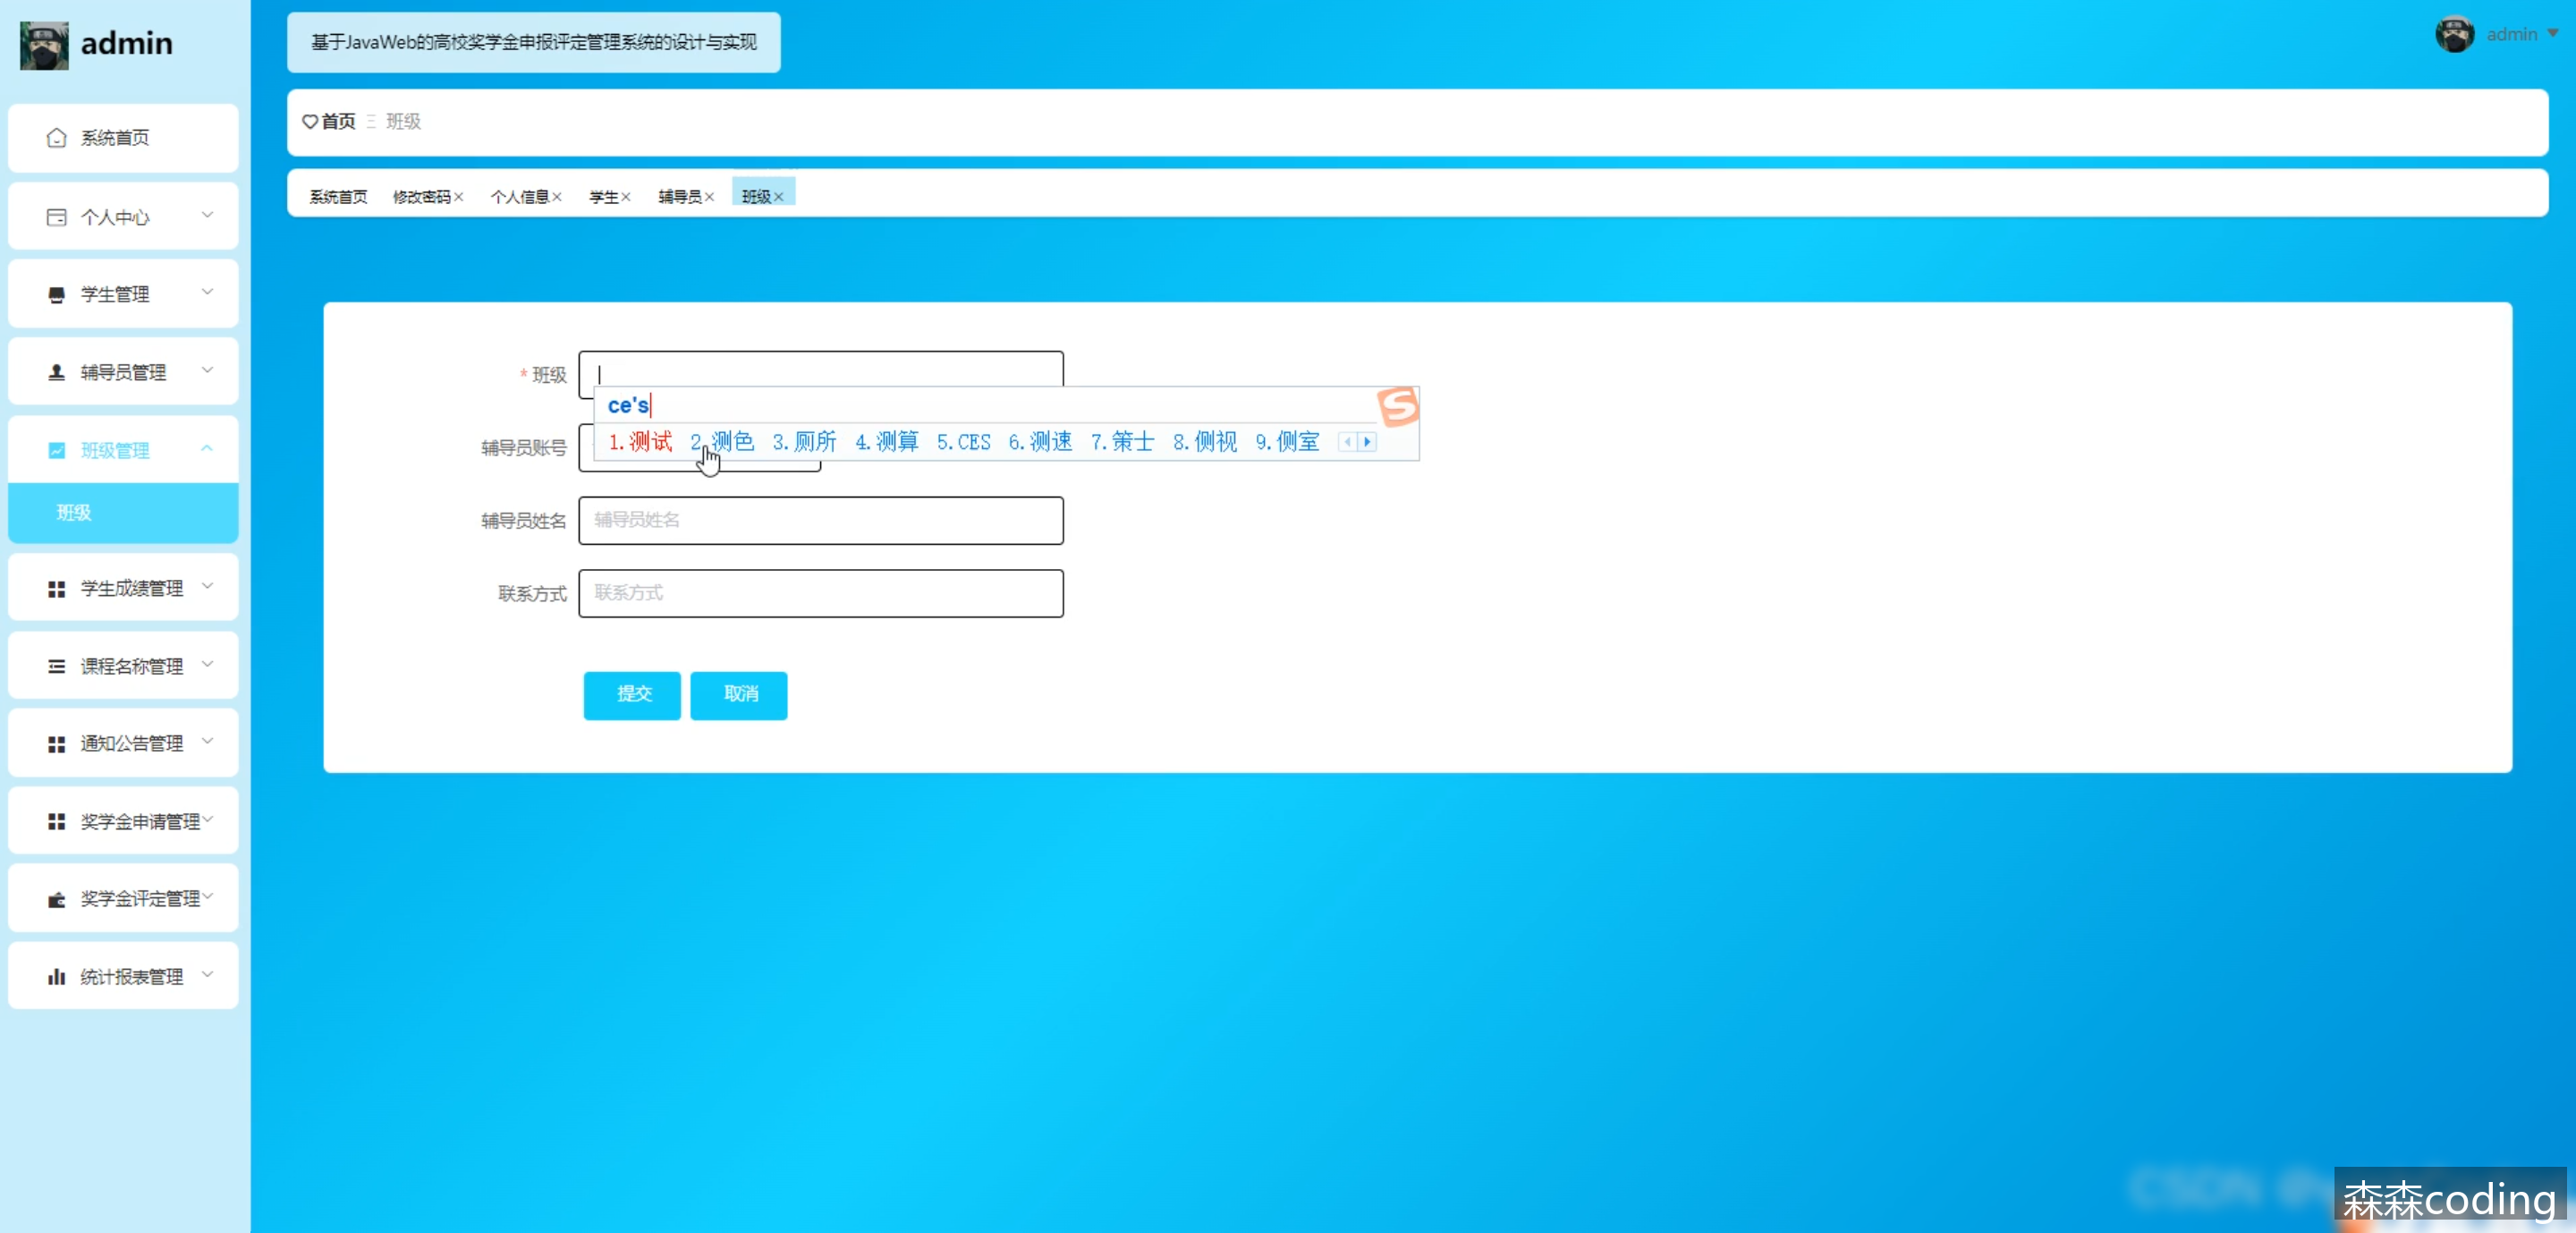 admin
系统首页
个人中心
学生管理
辅导员管理
班级管理
班级
学生成绩管理
课程名称管理
通知公告管理
奖学金申请管理
奖学金评定管理
统计报表管理
基于JavaWeb的高校奖学金申报评定管理系统的设计与实现
admin
首页 班级
系统首页 修改密码× 个人信息× 学生× 辅导员× 班级×
* 班级
ce's
1.测试 2.测色 3.厕所 4.测算 5.CES 6.测速 7.策士 8.侧视 9.侧室
辅导员账号
辅导员姓名 辅导员姓名
联系方式 联系方式
提交 取消
森森coding